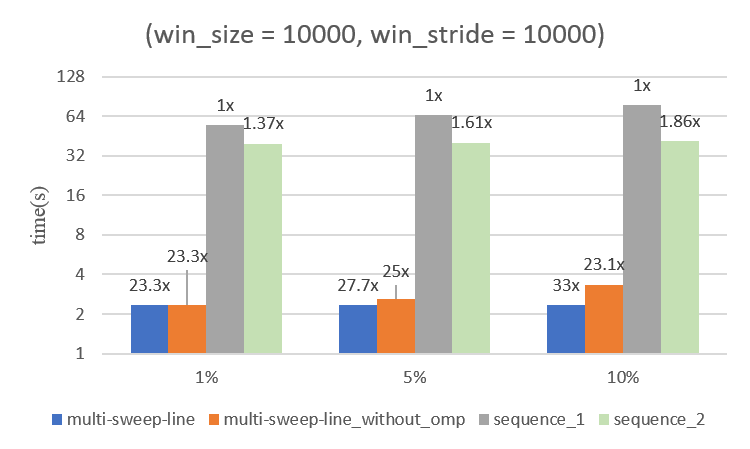 (win_size = 10000, win_stride = 10000)
128
64
32
16
8
4
2
1
time(s)
23.3x
23.3x
1x
1.37x
27.7x
25x
1x
1.61x
33x
23.1x
1x
1.86x
1% 5% 10%
multi-sweep-line multi-sweep-line_without_omp sequence_1 sequence_2